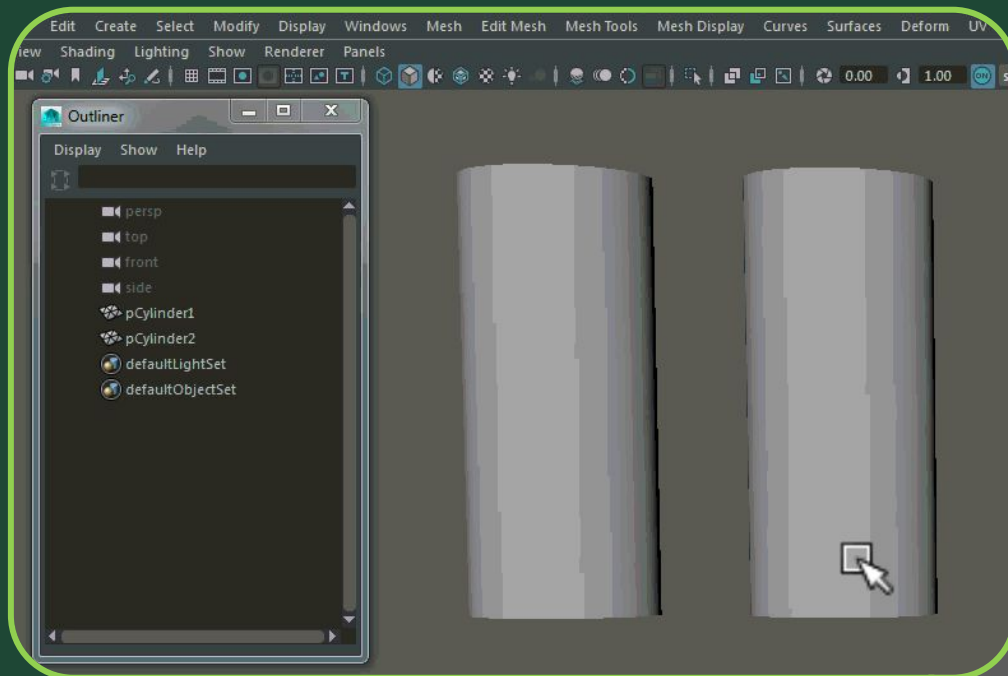 Edit Create Select Modify Display Windows Mesh Edit Mesh Mesh Tools Mesh Display Curves Surfaces Deform UV
Shading Lighting Show Renderer Panels
0.00 1.00 ON
Outliner
Display Show Help
persp
top
front
side
pCylinder1
pCylinder2
defaultLightSet
defaultObjectSet